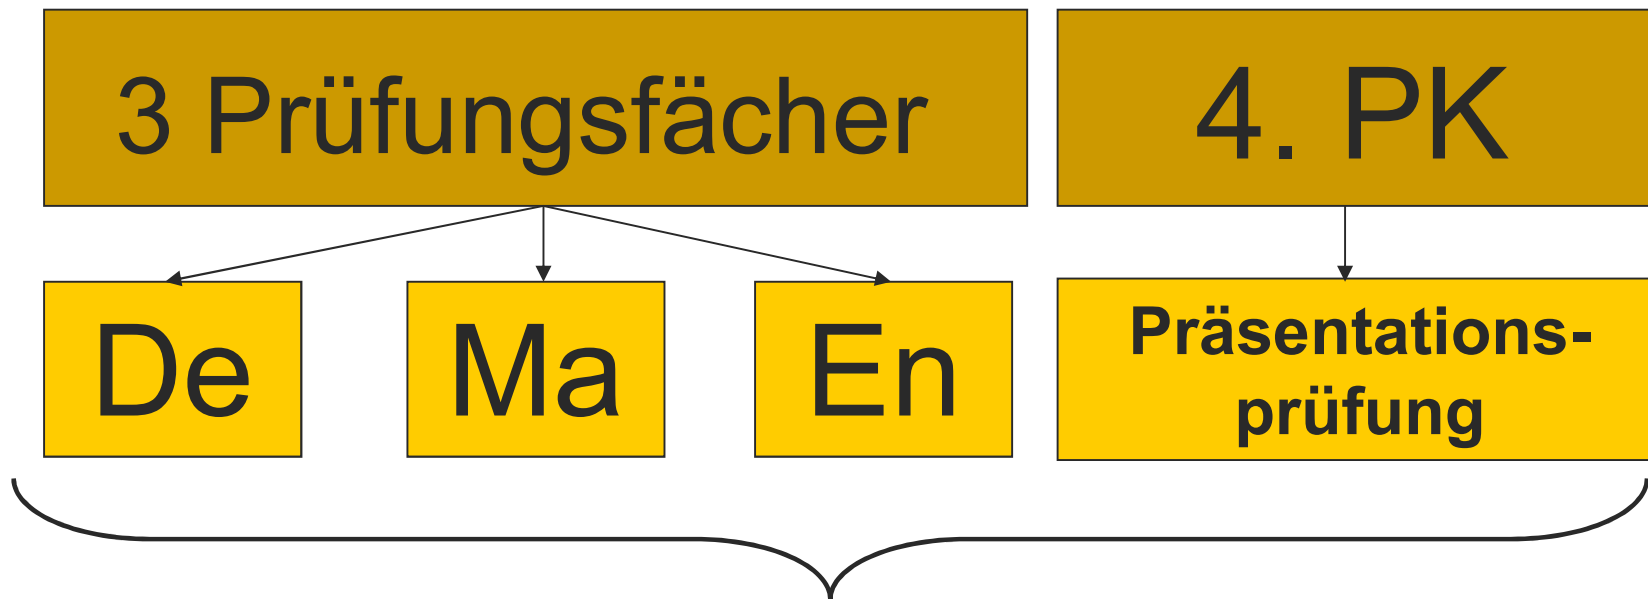 3 Prüfungsfächer
4. PK
De
Ma
En
Präsentations-
prüfung